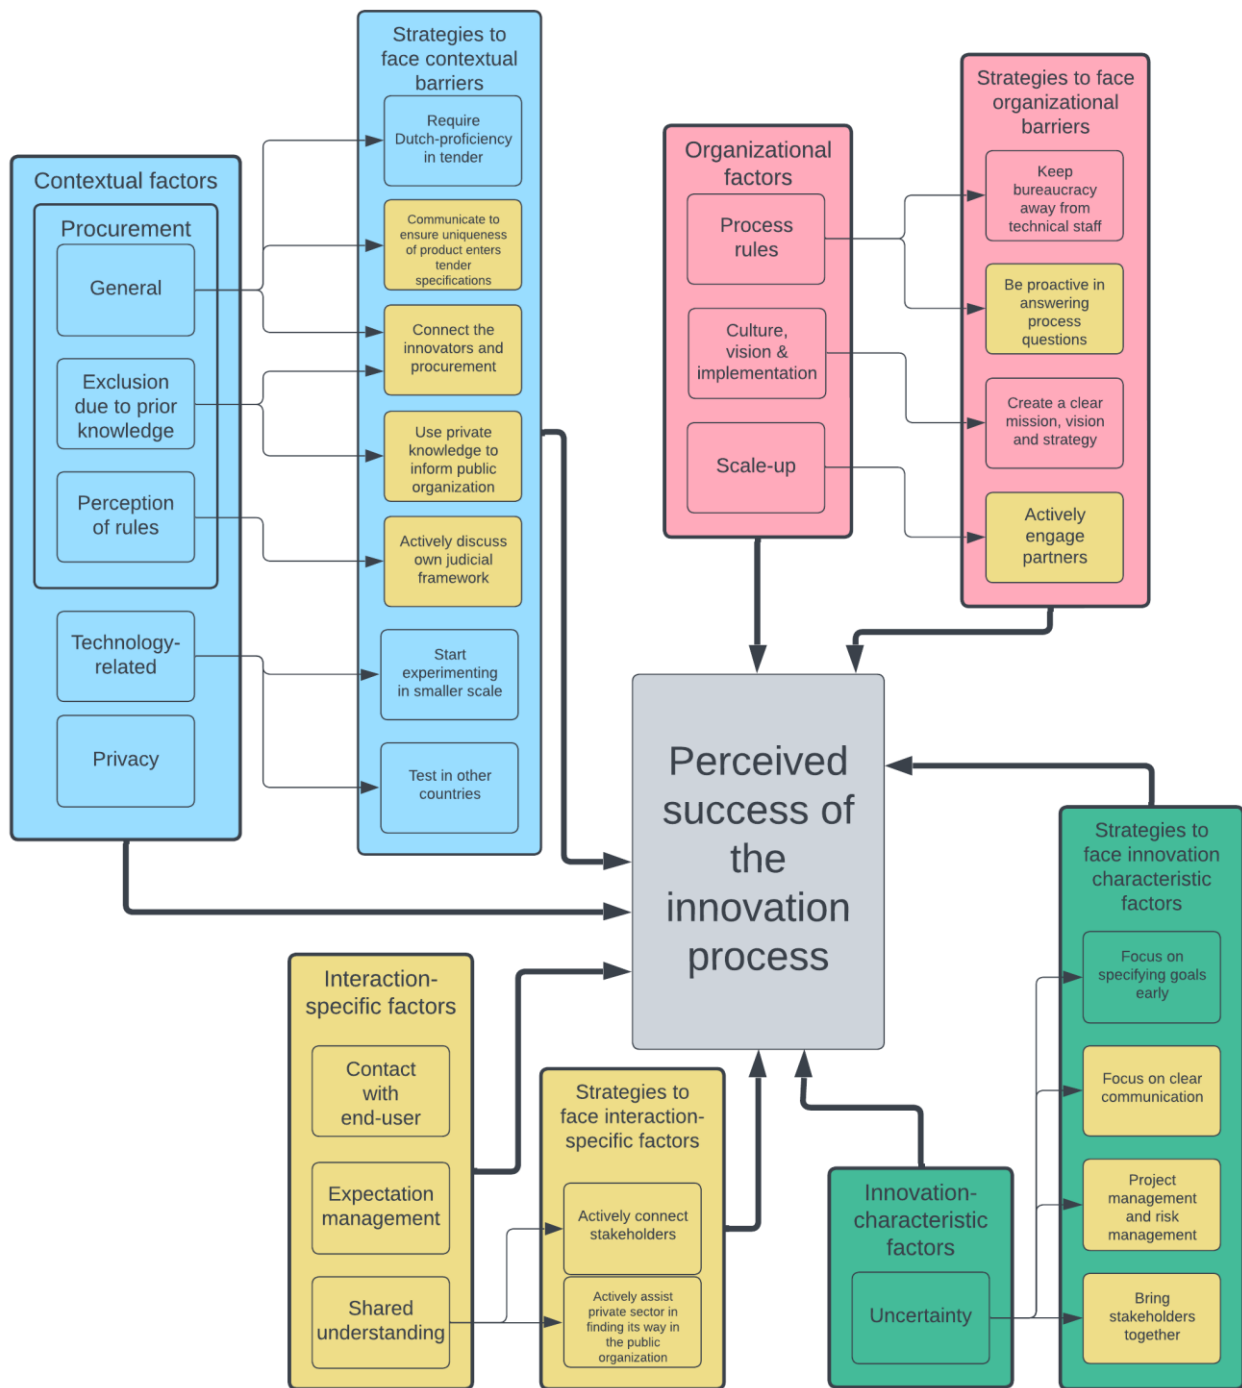 Contextual factors
Procurement
General
Exclusion
due to prior
knowledge
Perception
of rules
Technology-
related
Privacy
Strategies to
face contextual
barriers
Require
Dutch-proficiency
in tender
Communicate to
ensure uniqueness
of product enters
tender
specifications
Connect the
innovators and
procurement
Use private
knowledge to
inform public
organization
Actively discuss
own judicial
framework
Start
experimenting
in smaller scale
Test in other
countries
Organizational
factors
Process
rules
Culture,
vision &
implementation
Scale-up
Strategies to face
organizational
barriers
Keep
bureaucracy
away from
technical staff
Be proactive in
answering
process
questions
Create a clear
mission, vision
and strategy
Actively
engage
partners
Perceived
success of
the
innovation
process
Interaction-
specific factors
Contact
with
end-user
Expectation
management
Shared
understanding
Strategies to
face interaction-
specific factors
Actively connect
stakeholders
Actively assist
private sector in
finding its way in
the public
organization
Innovation-
characteristic
factors
Uncertainty
Strategies to
face innovation
characteristic
factors
Focus on
specifying goals
early
Focus on clear
communication
Project
management
and risk
management
Bring
stakeholders
together